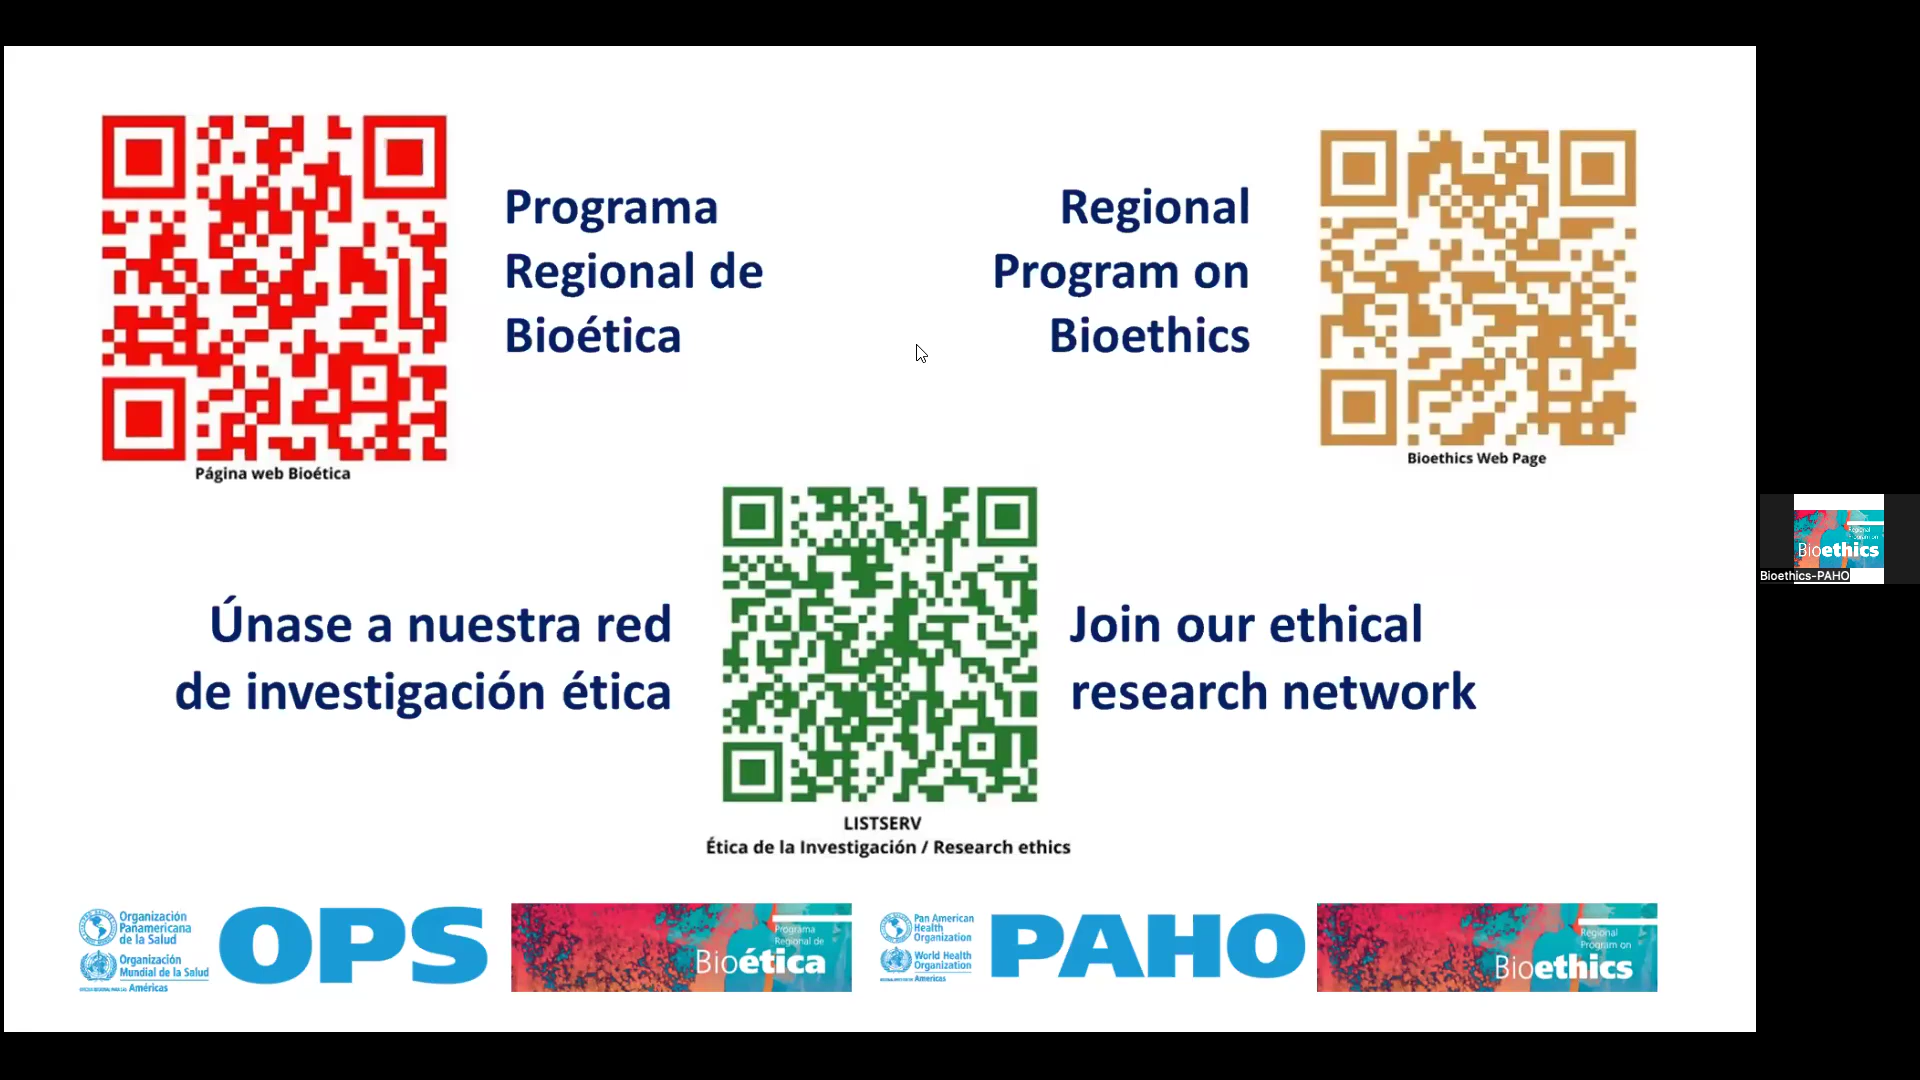 Programa
Regional de
Bioética
Regional
Program on
Bioethics
Página web Bioética
Bioethics Web Page
Únase a nuestra red
de investigación ética
Join our ethical
research network
LISTSERV
Ética de la Investigación / Research ethics
Organización
Panamericana
de la Salud
Organización
Mundial de la Salud
Américas
OPS
Programa
Regional de
Bioética
Pan American
Health
Organization
World Health
Organization
Americas
PAHO
Regional
Program on
Bioethics
Regional
Program on
Bioethics
Bioethics-PAHO